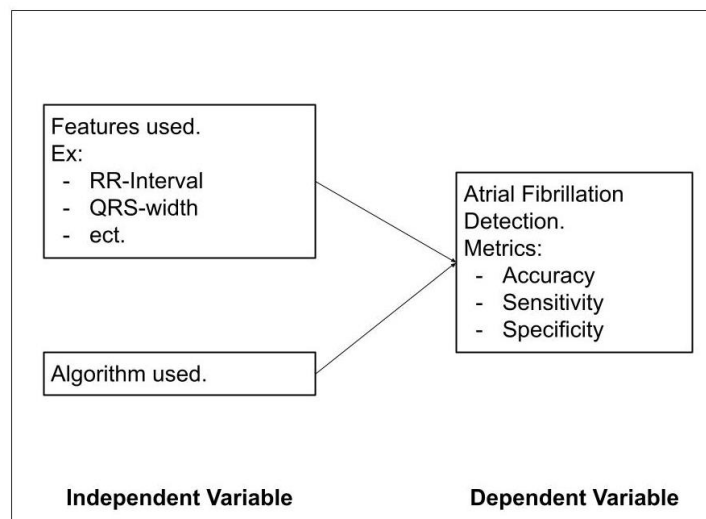 Features used.
Ex:
- RR-Interval
- QRS-width
- ect.
Algorithm used.
Atrial Fibrillation
Detection.
Metrics:
- Accuracy
- Sensitivity
- Specificity
Independent Variable
Dependent Variable